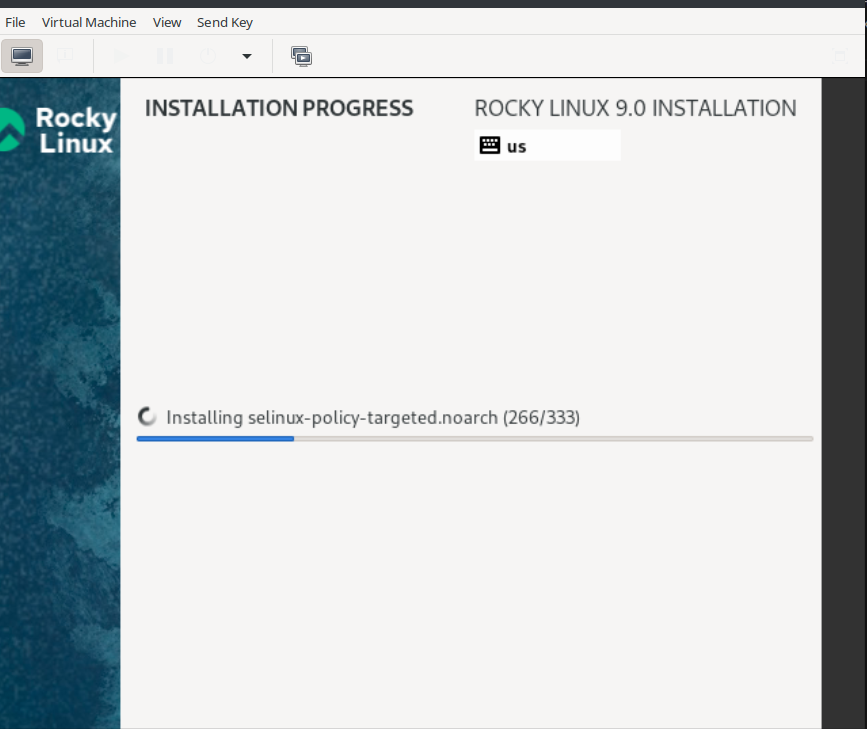 File Virtual Machine View Send Key
Rocky
Linux
INSTALLATION PROGRESS
ROCKY LINUX 9.0 INSTALLATION
us
Installing selinux-policy-targeted.noarch (266/333)